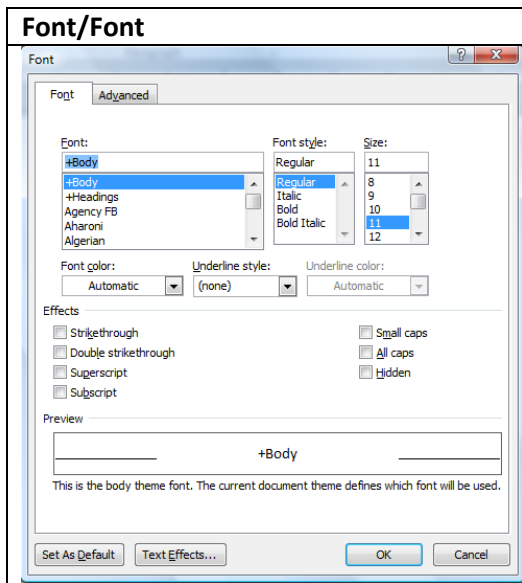 Font/Font
Font
Font Advanced
Font: Font style: Size:
+Body Regular 11
+Body Regular 8
+Headings Italic 9
Agency FB Bold 10
Aharoni Bold Italic 11
Algerian 12
Font color: Underline style: Underline color:
Automatic (none) Automatic
Effects
Strikethrough Small caps
Double strikethrough All caps
Superscript Hidden
Subscript
Preview
+Body
This is the body theme font. The current document theme defines which font will be used.
Set As Default Text Effects... OK Cancel